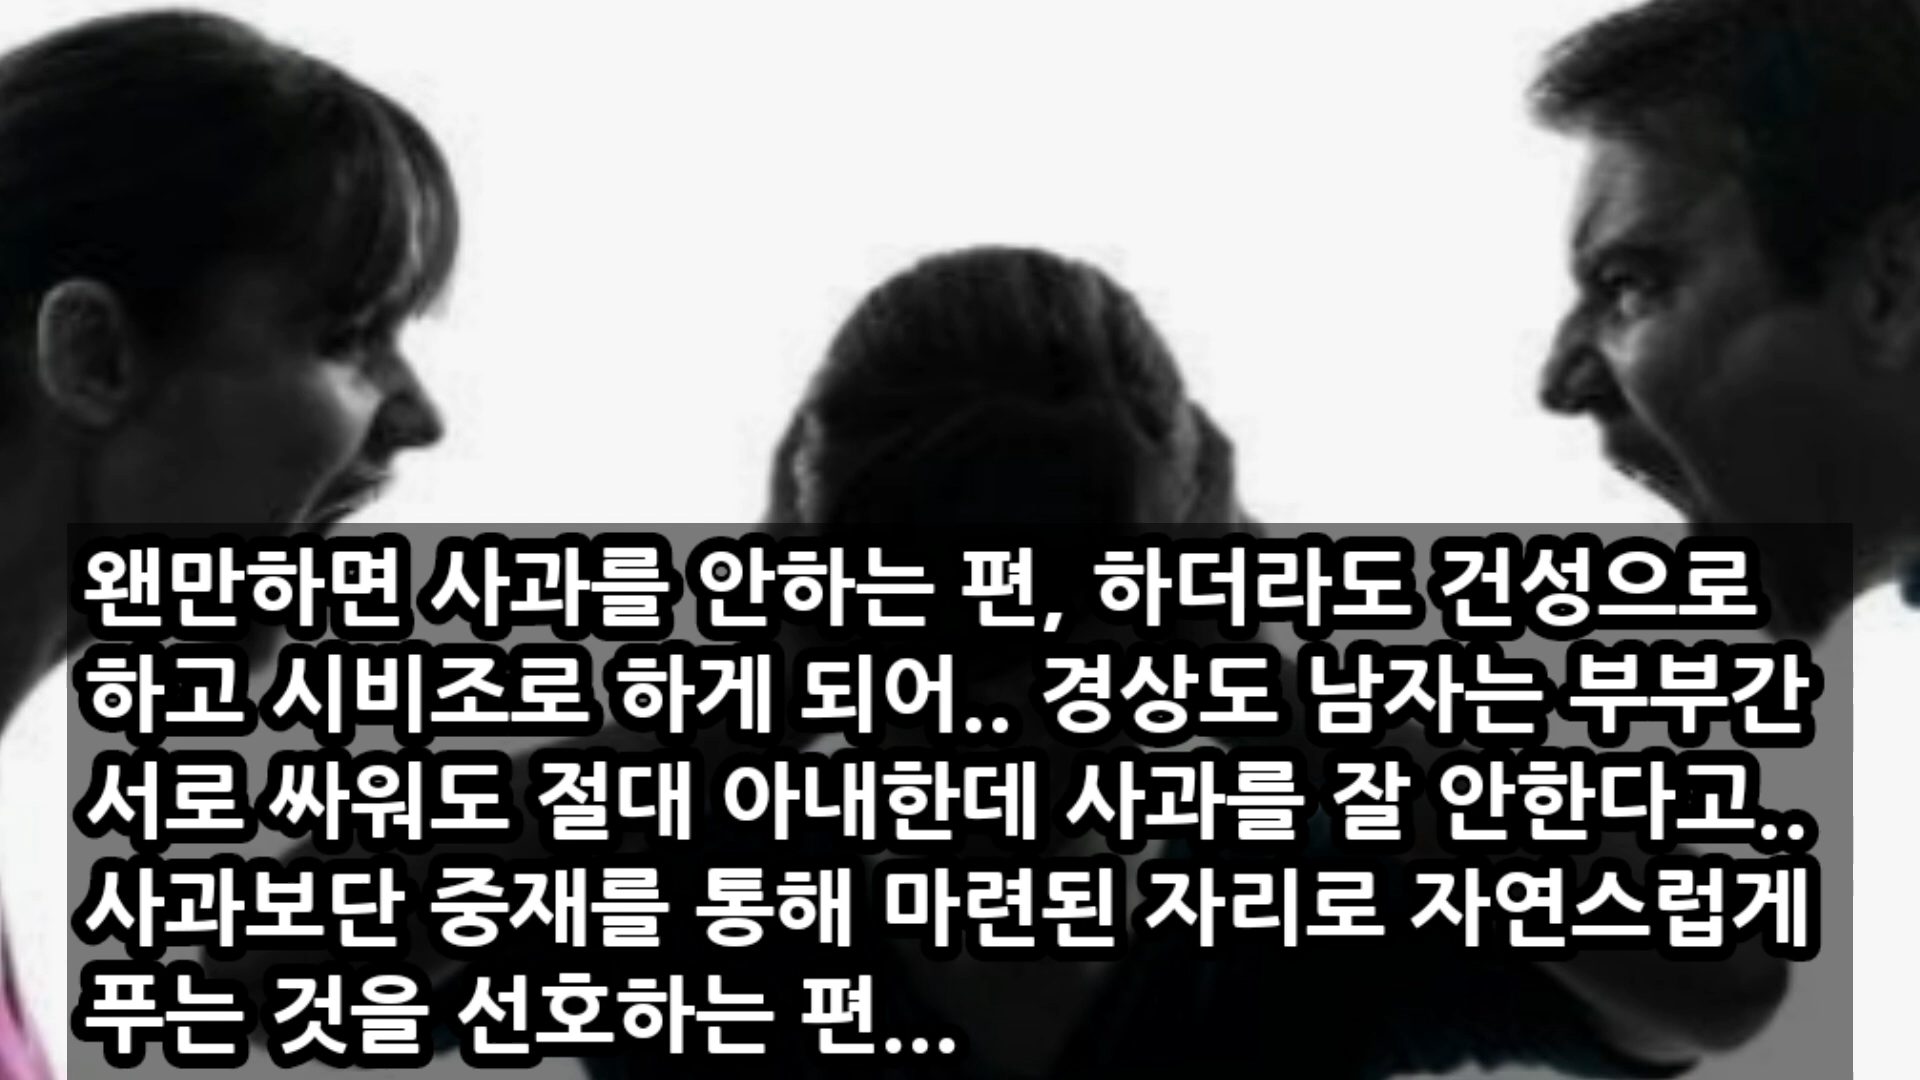 왠만하면 사과를 안하는 편, 하더라도 건성으로
하고 시비조로 하게 되어.. 경상도 남자는 부부간
서로 싸워도 절대 아내한데 사과를 잘 안한다고..
사과보단 중재를 통해 마련된 자리로 자연스럽게
푸는 것을 선호하는 편...